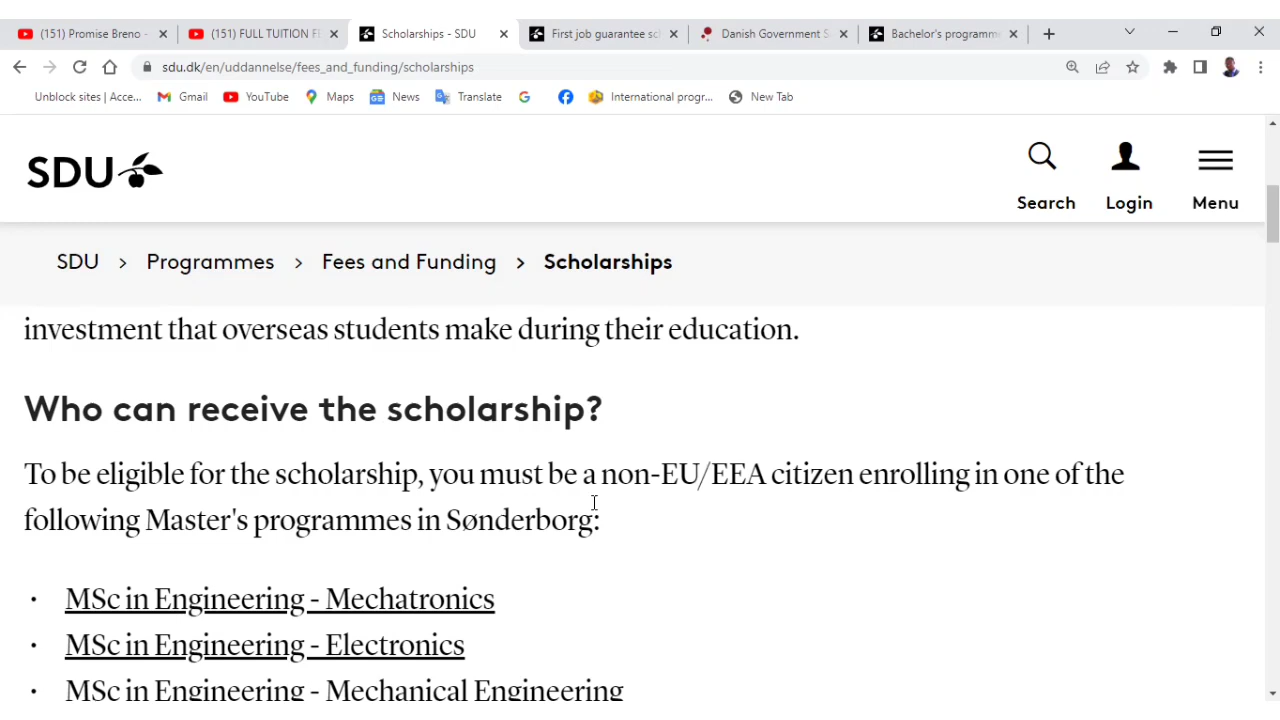 (151) Promise Breno -
(151) FULL TUITION F
Scholarships - SDU
First job guarantee sc
Danish Government S
Bachelor's programm
sdu.dk/en/uddannelse/fees_and_funding/scholarships
Unblock sites | Acce...
Gmail
YouTube
Maps
News
Translate
International progr...
New Tab
SDU
Search
Login
Menu
SDU > Programmes > Fees and Funding > Scholarships
investment that overseas students make during their education.
Who can receive the scholarship?
To be eligible for the scholarship, you must be a non-EU/EEA citizen enrolling in one of the
following Master's programmes in Sønderborg:
· MSc in Engineering - Mechatronics
· MSc in Engineering - Electronics
· MSc in Engineering - Mechanical Engineering